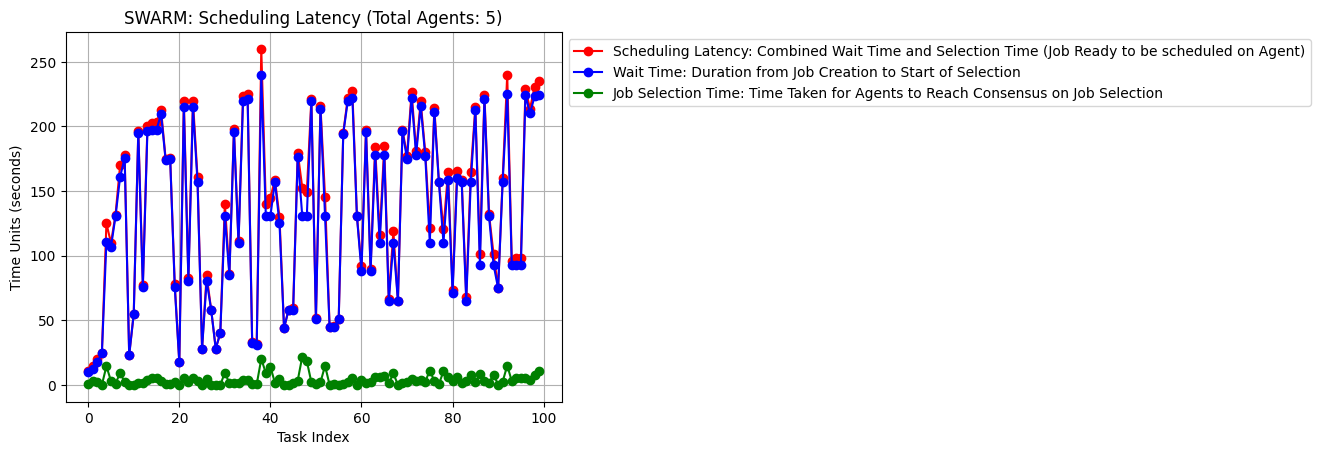 SWARM: Scheduling Latency (Total Agents: 5)
Scheduling Latency: Combined Wait Time and Selection Time (Job Ready to be scheduled on Agent)
Wait Time: Duration from Job Creation to Start of Selection
Job Selection Time: Time Taken for Agents to Reach Consensus on Job Selection
Time Units (seconds)
250
200
150
100
50
0
0 20 40 60 80 100
Task Index